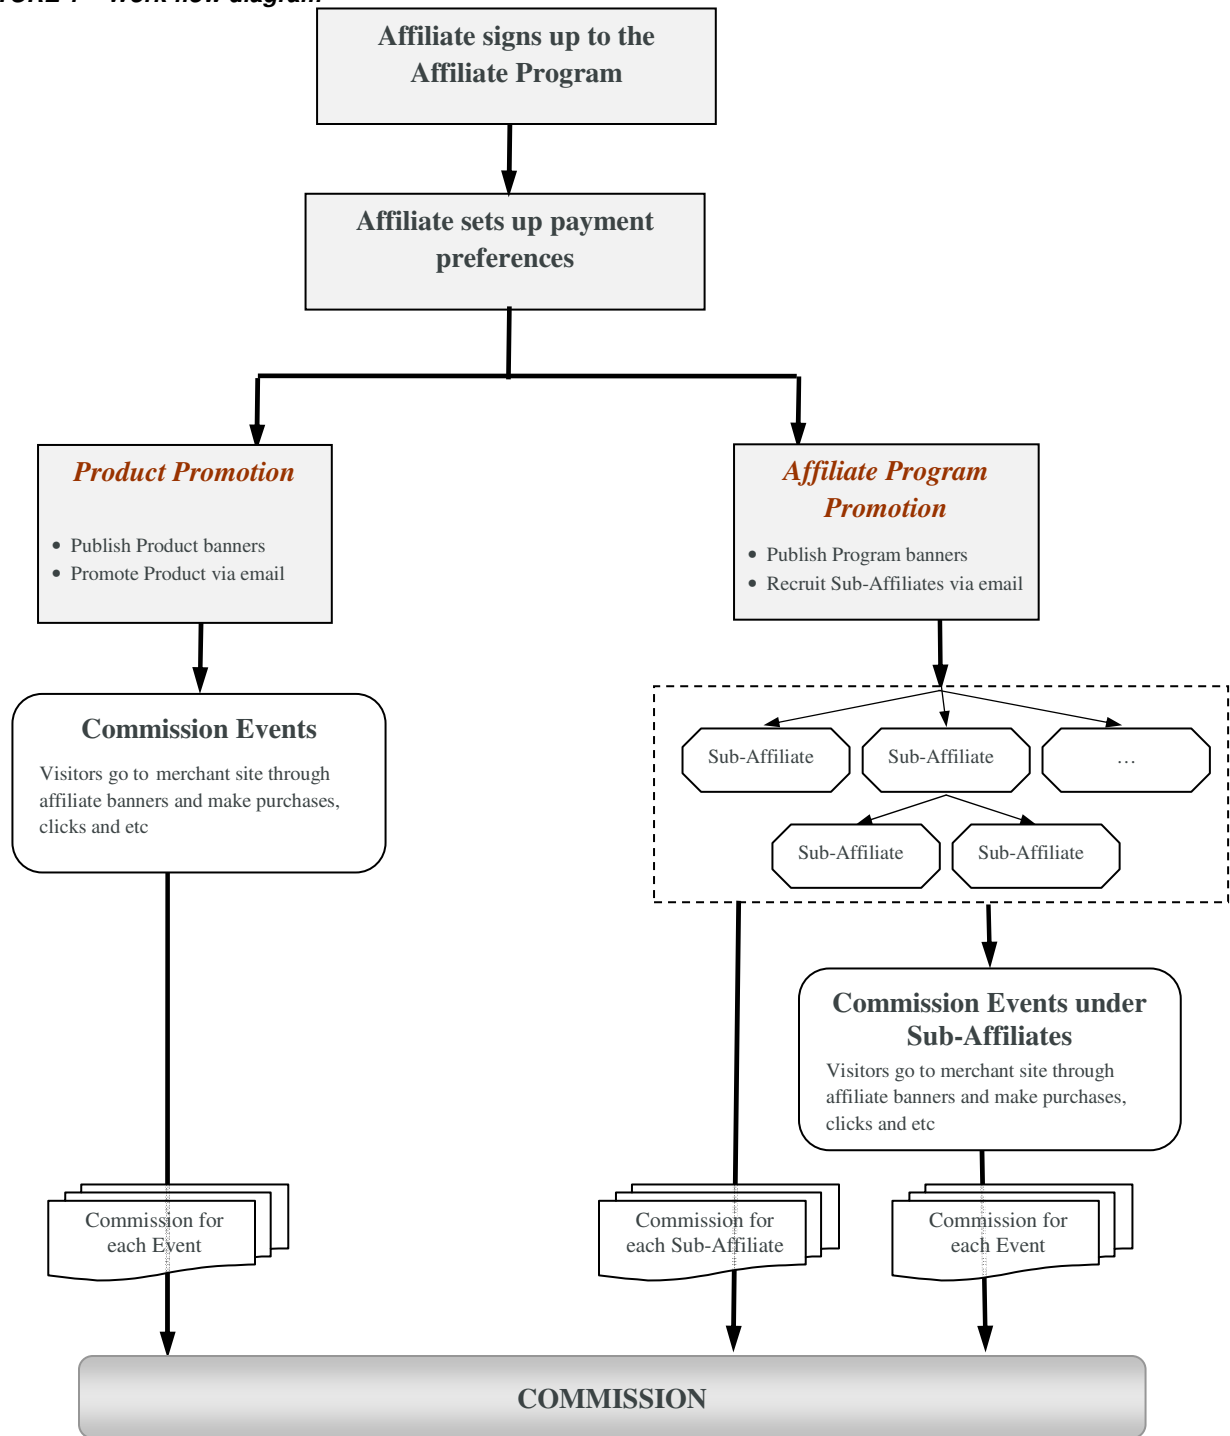 Work flow diagram
Affiliate signs up to the
Affiliate Program
Affiliate sets up payment
preferences
Product Promotion
• Publish Product banners
• Promote Product via email
Affiliate Program
Promotion
• Publish Program banners
• Recruit Sub-Affiliates via email
Commission Events
Visitors go to merchant site through
affiliate banners and make purchases,
clicks and etc
Sub-Affiliate
Sub-Affiliate
…
Sub-Affiliate
Sub-Affiliate
Commission Events under
Sub-Affiliates
Visitors go to merchant site through
affiliate banners and make purchases,
clicks and etc
Commission for
each Event
Commission for
each Sub-Affiliate
Commission for
each Event
COMMISSION